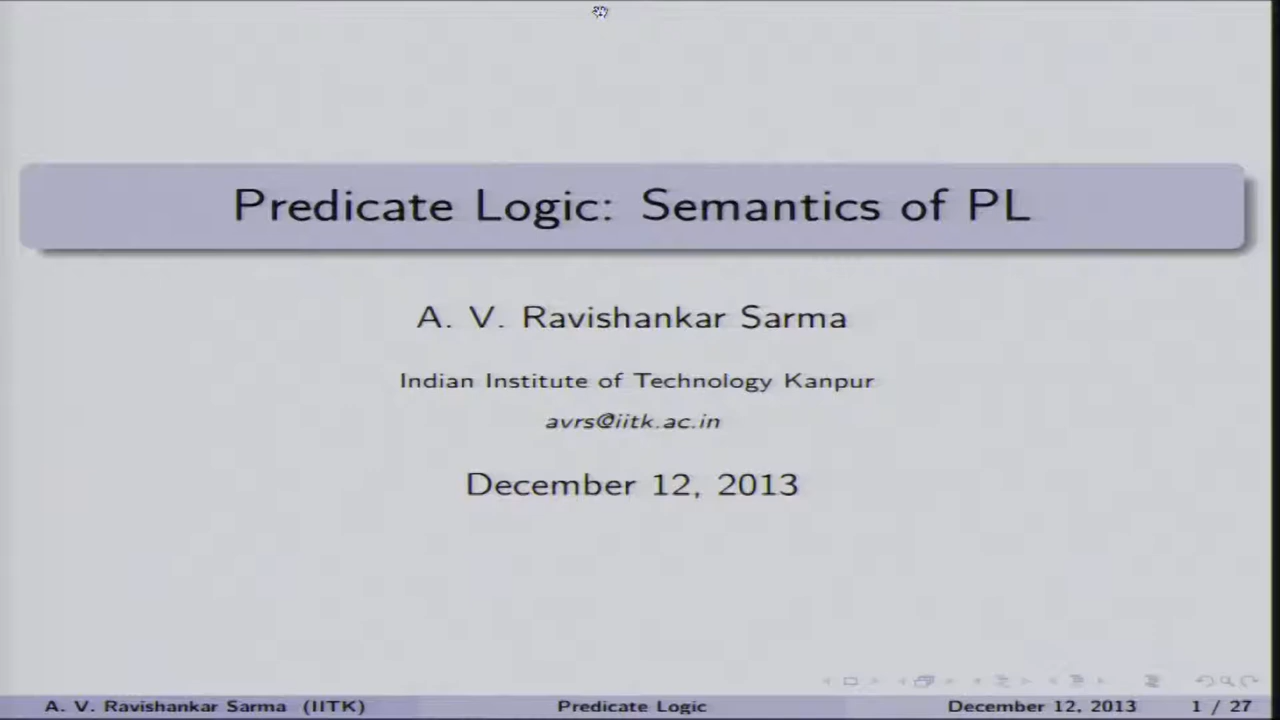 Predicate Logic: Semantics of PL
A. V. Ravishankar Sarma
Indian Institute of Technology Kanpur
avrs@iitk.ac.in
December 12, 2013
A. V. Ravishankar Sarma (IITK) Predicate Logic December 12, 2013 1 / 27